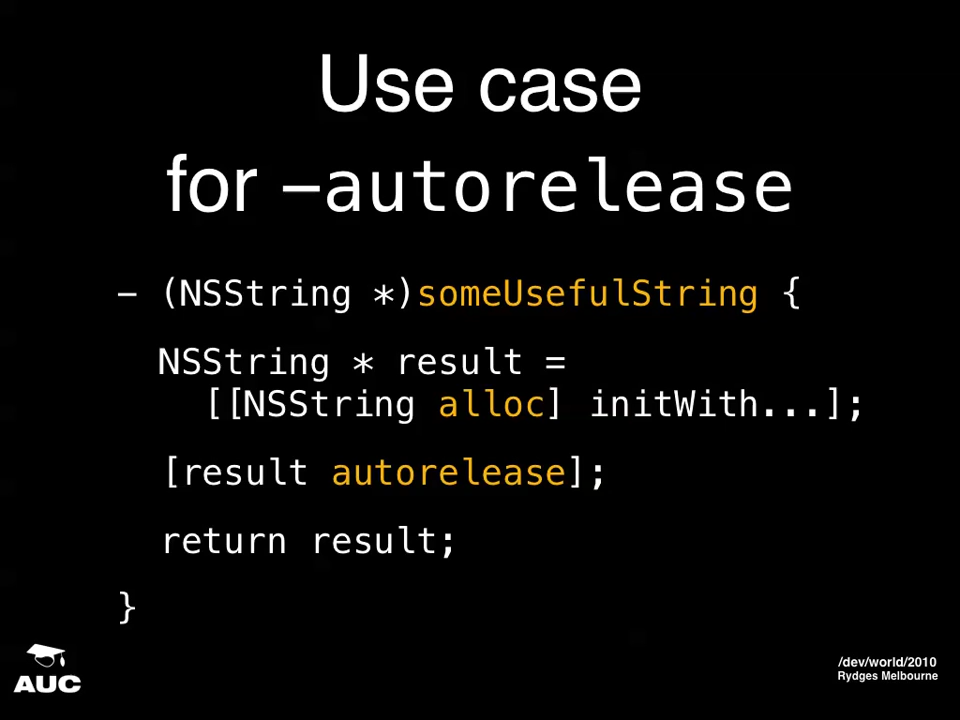 Use case
for -autorelease
- (NSString *)someUsefulString {
NSString * result =
[[NSString alloc] initWith...];
[result autorelease];
return result;
}
AUC
/dev/world/2010
Rydges Melbourne